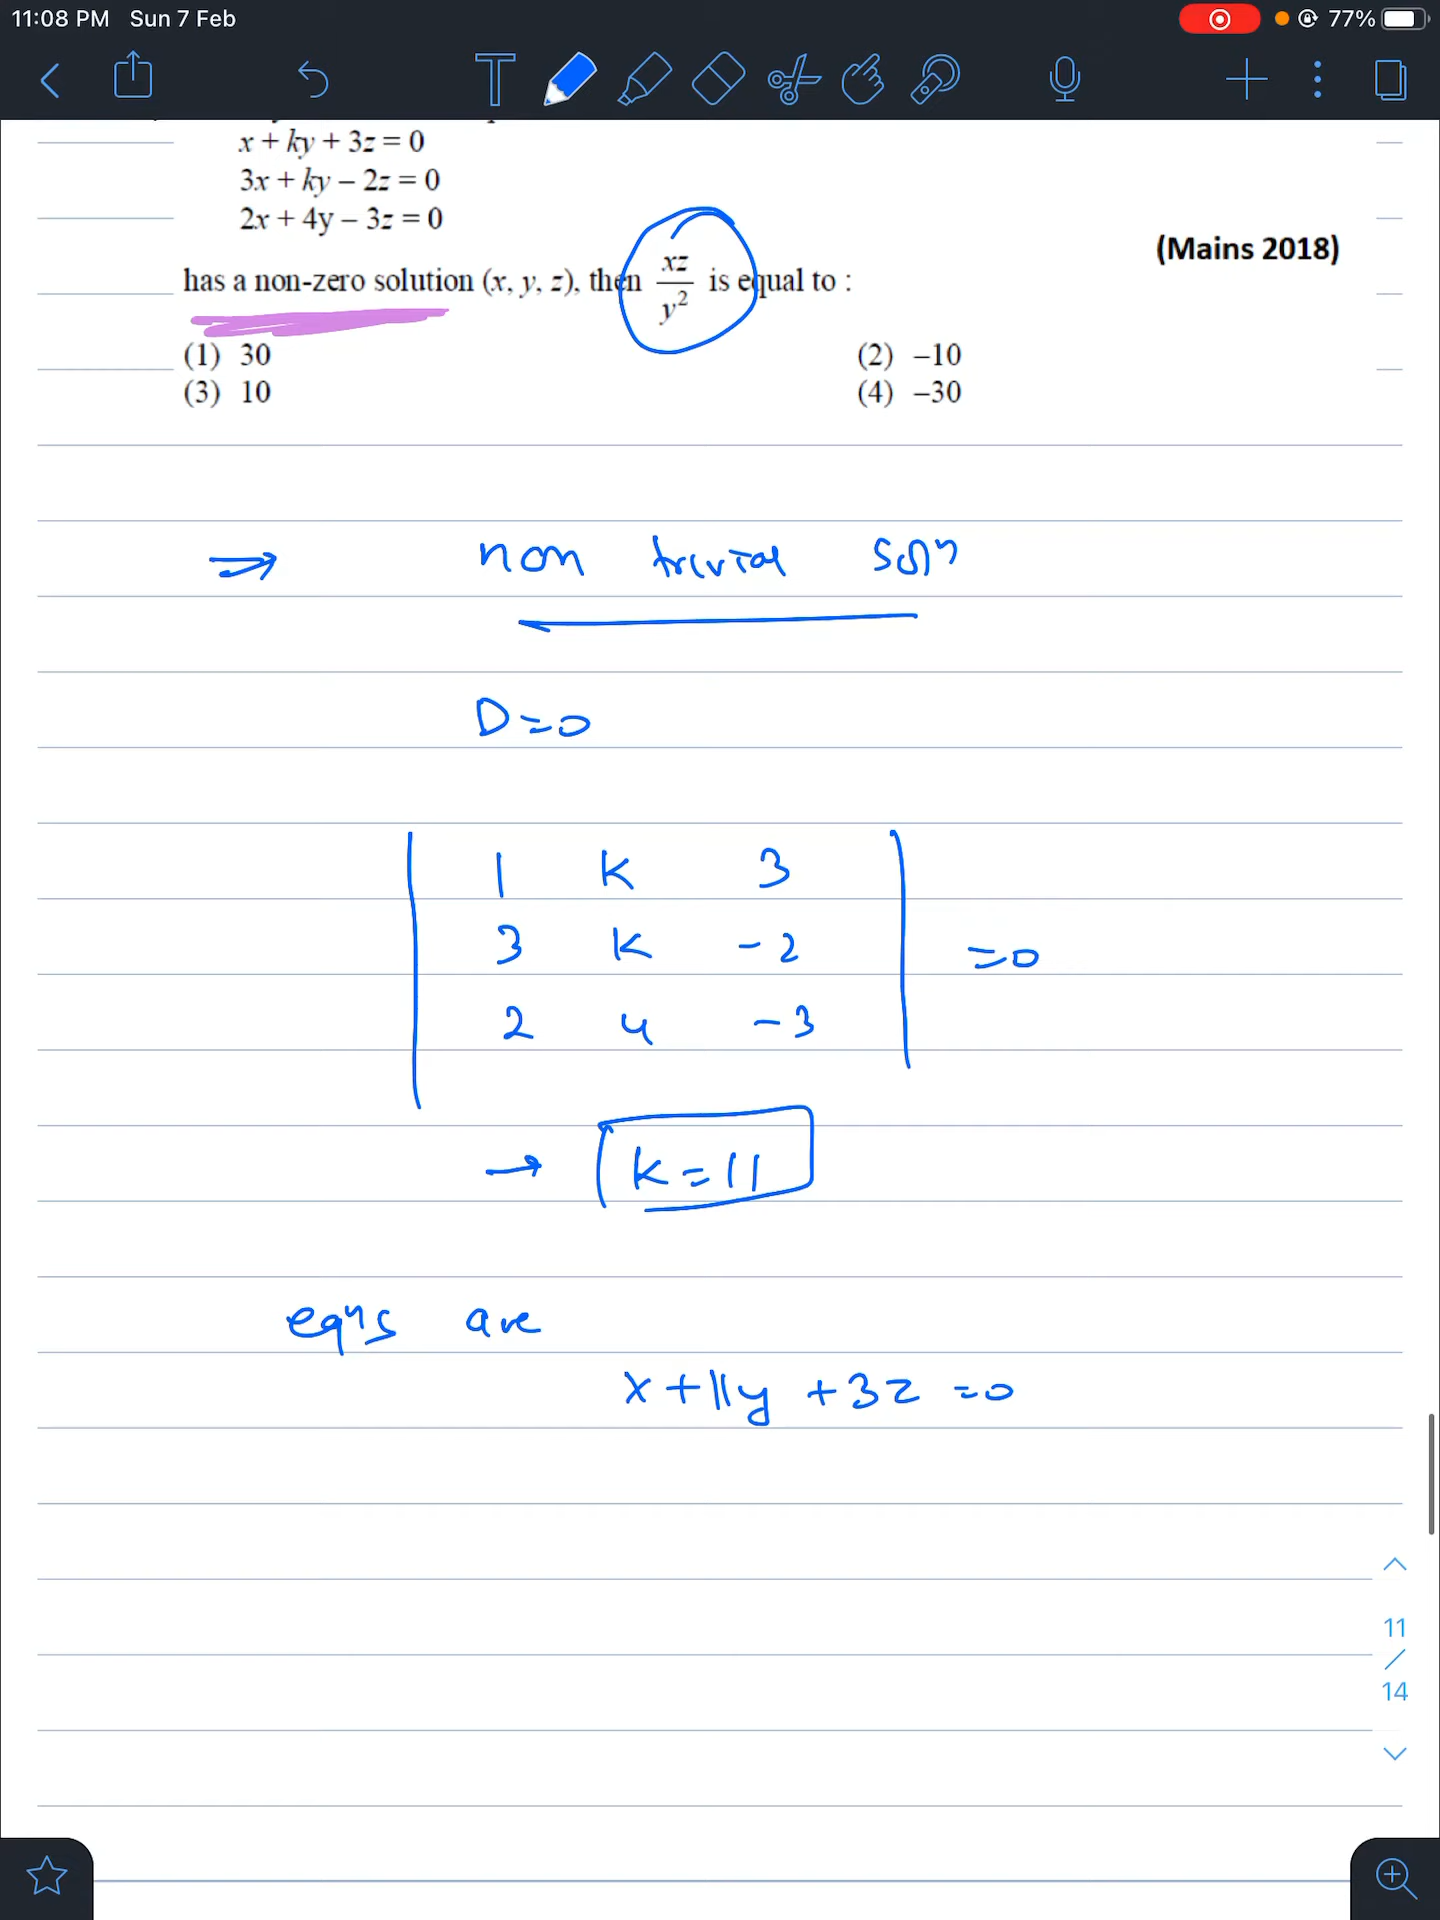 11:08 PM Sun 7 Feb
77%
x + ky + 3z = 0
3x + ky – 2z = 0
2x + 4y – 3z = 0
(Mains 2018)
has a non-zero solution (x, y, z), then xz/y² is equal to :
(1) 30 (2) –10
(3) 10 (4) –30
⇒ non trivial solⁿ
D=0
1 K 3
3 K -2 =0
2 4 -3
→ K=11
eqⁿs are
x+11y +3z =0
11
/
14